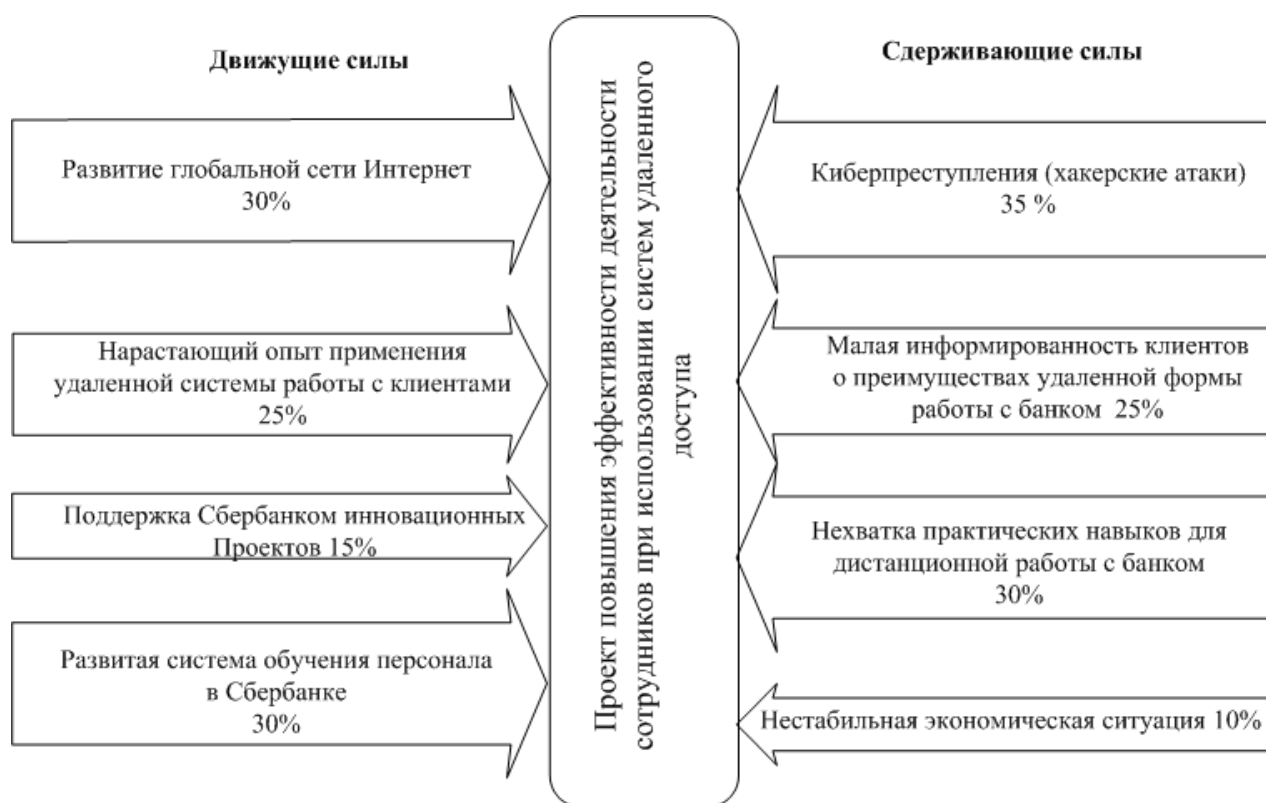 Движущие силы
Развитие глобальной сети Интернет
30%
Нарастающий опыт применения
удаленной системы работы с клиентами
25%
Поддержка Сбербанком инновационных
Проектов 15%
Развитая система обучения персонала
в Сбербанке
30%
Проект повышения эффективности деятельности
сотрудников при использовании систем удаленного
доступа
Сдерживающие силы
Киберпреступления (хакерские атаки)
35 %
Малая информированность клиентов
о преимуществах удаленной формы
работы с банком 25%
Нехватка практических навыков для
дистанционной работы с банком
30%
Нестабильная экономическая ситуация 10%